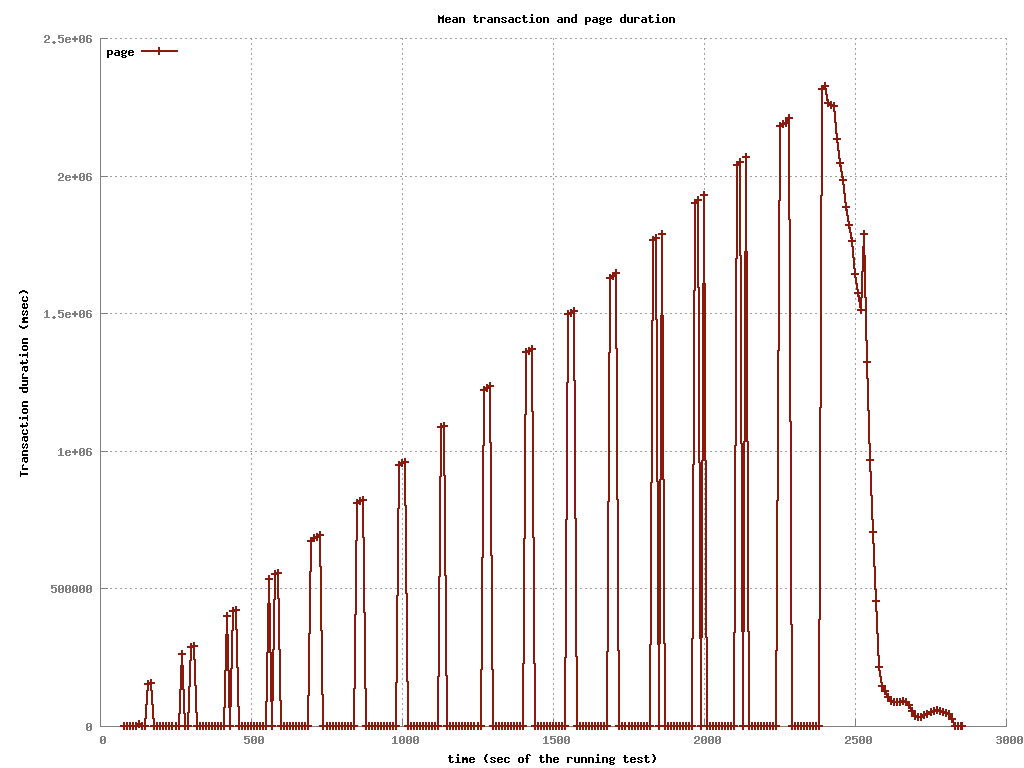 Mean transaction and page duration
2.5e+06
page
2e+06
1.5e+06
Transaction duration (msec)
1e+06
500000
0
0 500 1000 1500 2000 2500 3000
time (sec of the running test)